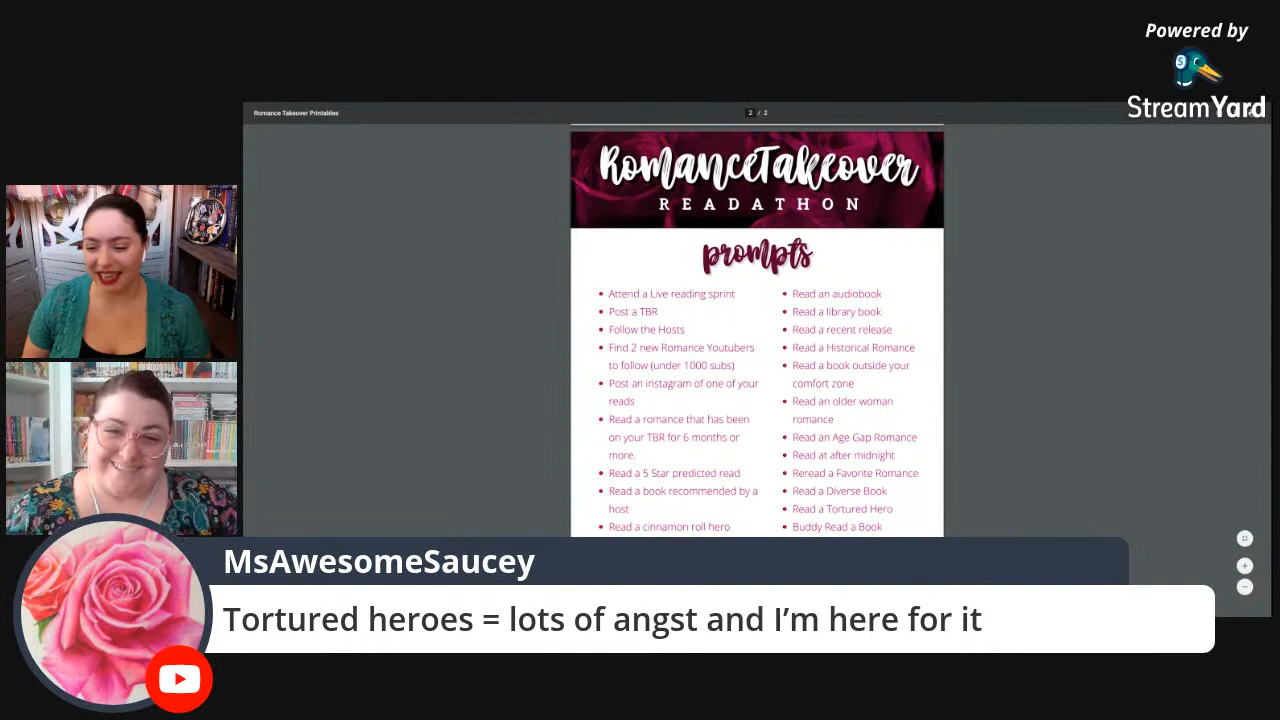 Powered by
StreamYard
Romance Takeover Printables
2 / 2
RomanceTakeover
READATHON
prompts
Attend a Live reading sprint
Post a TBR
Follow the Hosts
Find 2 new Romance Youtubers
to follow (under 1000 subs)
Post an instagram of one of your
reads
Read a romance that has been
on your TBR for 6 months or
more.
Read a 5 Star predicted read
Read a book recommended by a
host
Read a cinnamon roll hero
Read an audiobook
Read a library book
Read a recent release
Read a Historical Romance
Read a book outside your
comfort zone
Read an older woman
romance
Read an Age Gap Romance
Read at after midnight
Reread a Favorite Romance
Read a Diverse Book
Read a Tortured Hero
Buddy Read a Book
MsAwesomeSaucey
Tortured heroes = lots of angst and I'm here for it